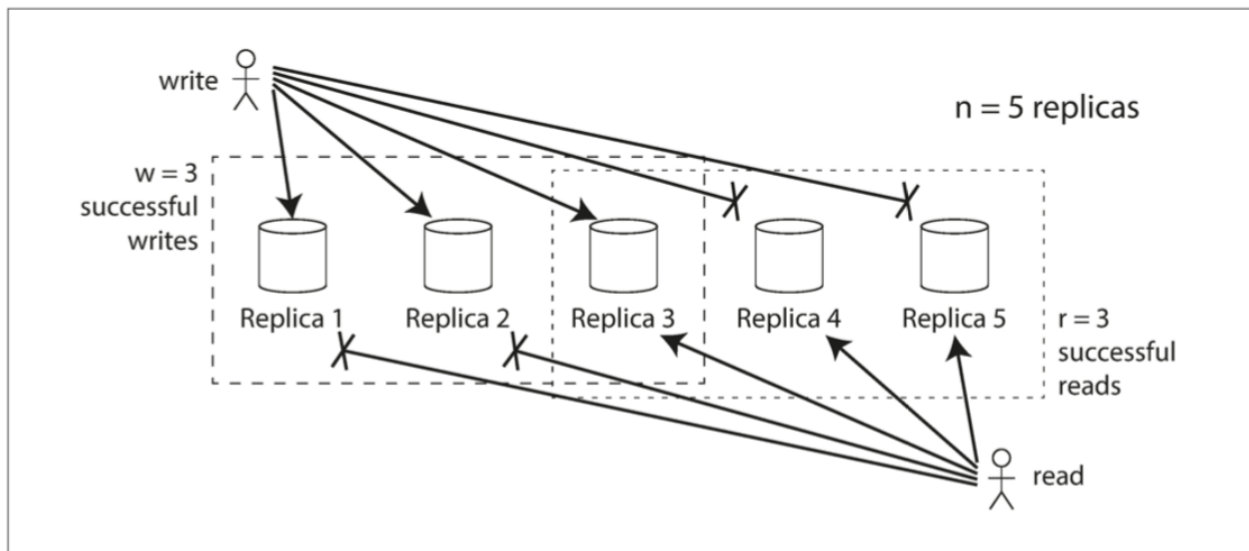 write
n = 5 replicas
w = 3
successful
writes
Replica 1
Replica 2
Replica 3
Replica 4
Replica 5
r = 3
successful
reads
read